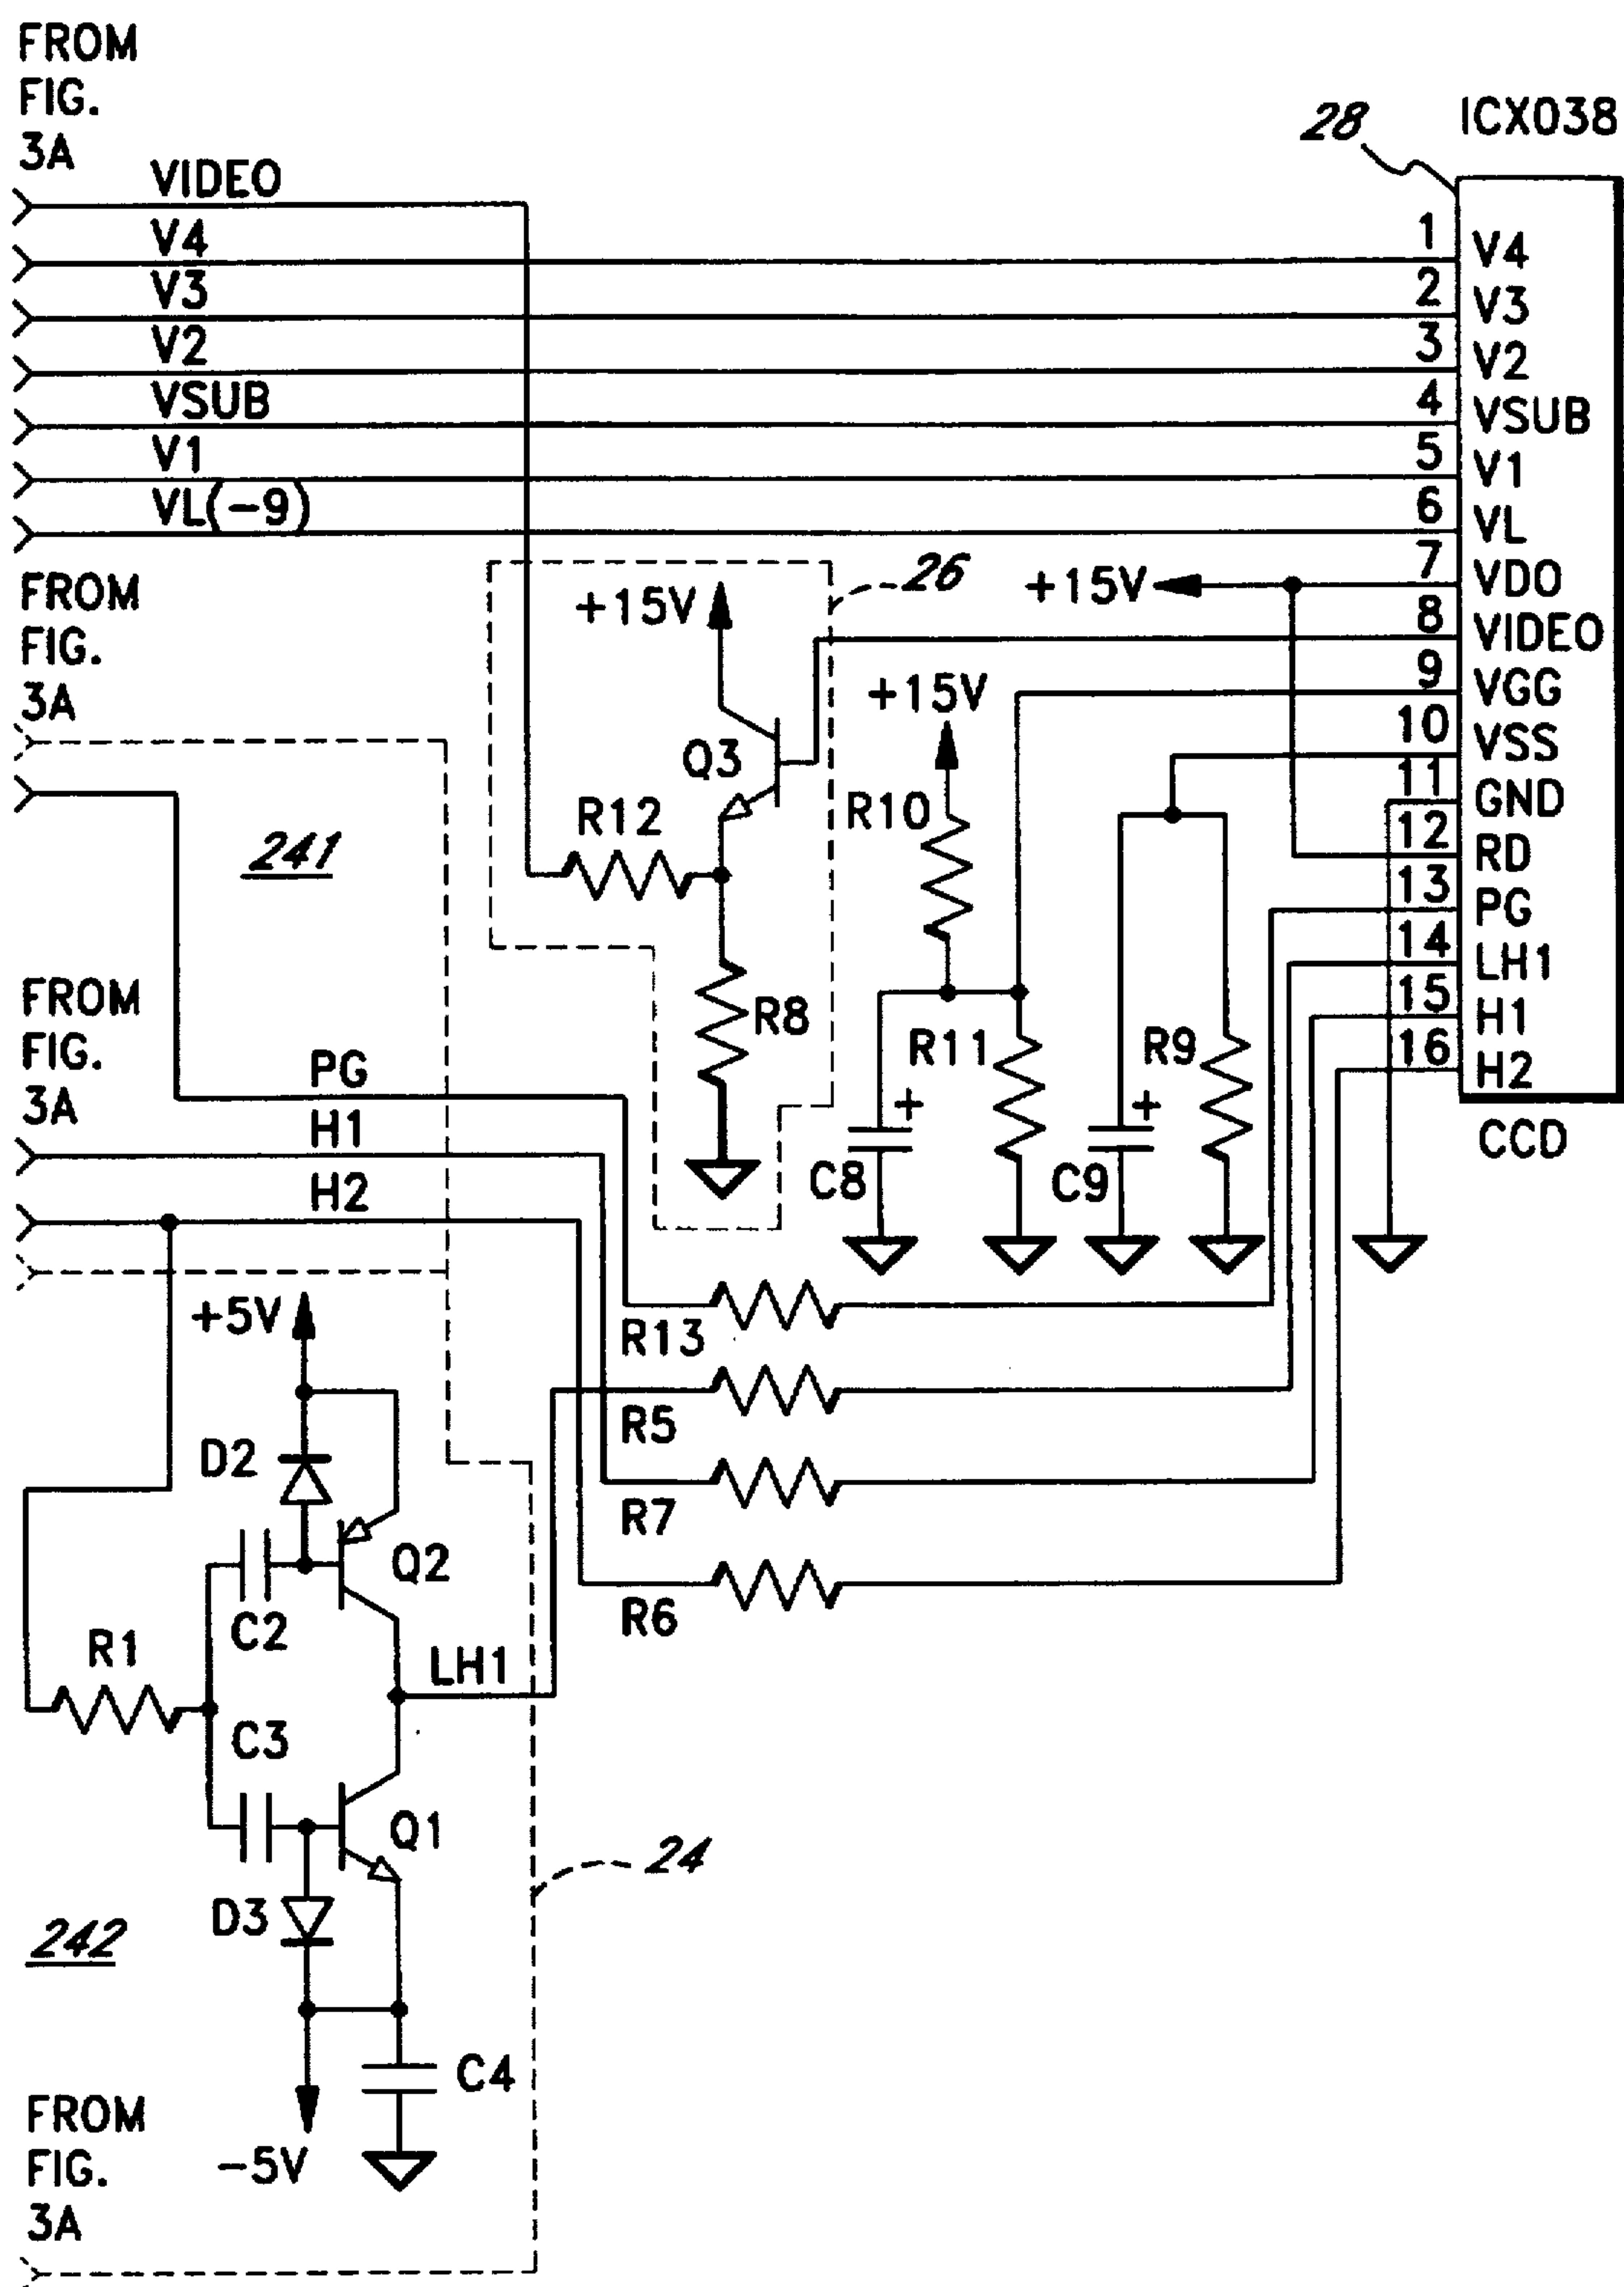 FROM
FIG.
3A
VIDEO
V4
V3
V2
VSUB
V1
VL(-9)
28
ICX038
1 V4
2 V3
3 V2
4 VSUB
5 V1
6 VL
7 VDO
8 VIDEO
9 VGG
10 VSS
11 GND
12 RD
13 PG
14 LH1
15 H1
16 H2
CCD
FROM
FIG.
3A
26
+15V
+15V
+15V
Q3
R12
R10
241
R8
R11
R9
+
+
C8
C9
FROM
FIG.
3A
PG
H1
H2
R13
R5
R7
R6
+5V
D2
Q2
C2
R1
LH1
C3
Q1
D3
24
242
C4
-5V
FROM
FIG.
3A